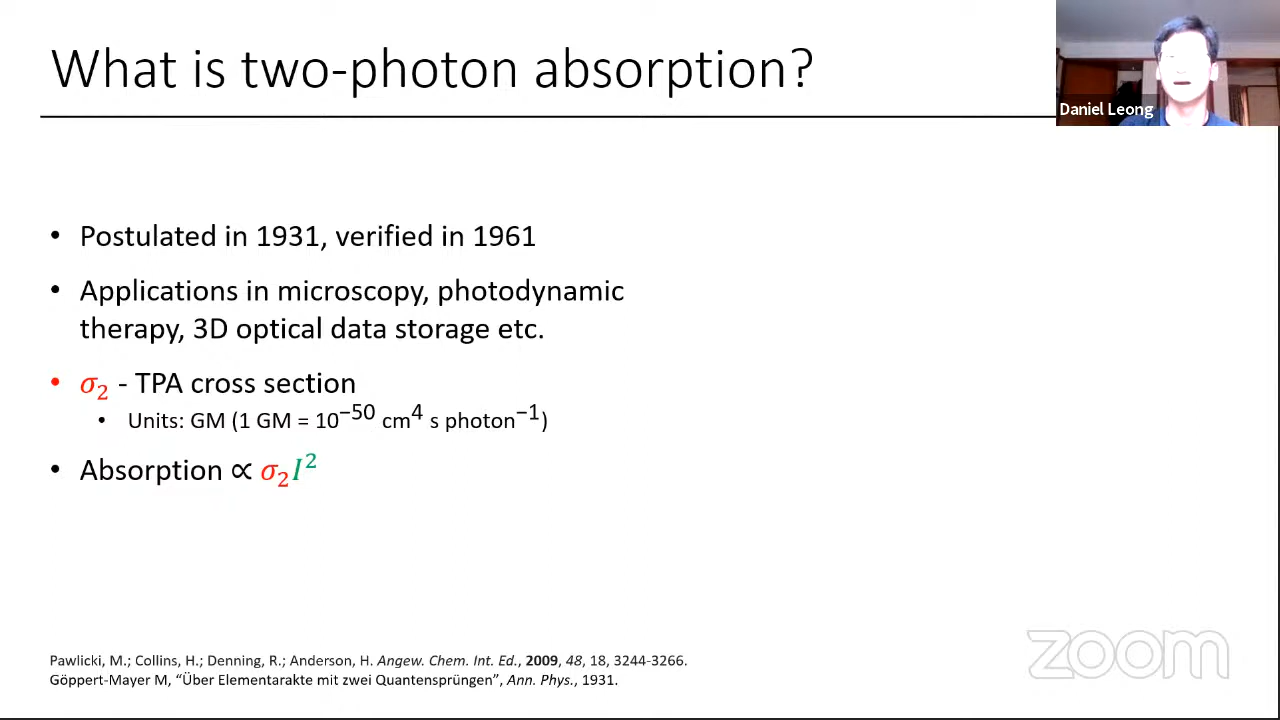 What is two-photon absorption?
Daniel Leong
• Postulated in 1931, verified in 1961
• Applications in microscopy, photodynamic
therapy, 3D optical data storage etc.
• σ₂ - TPA cross section
• Units: GM (1 GM = 10⁻⁵⁰ cm⁴ s photon⁻¹)
• Absorption ∝ σ₂I²
Pawlicki, M.; Collins, H.; Denning, R.; Anderson, H. Angew. Chem. Int. Ed., 2009, 48, 18, 3244-3266.
Göppert-Mayer M, “Über Elementarakte mit zwei Quantensprüngen”, Ann. Phys., 1931.
zoom